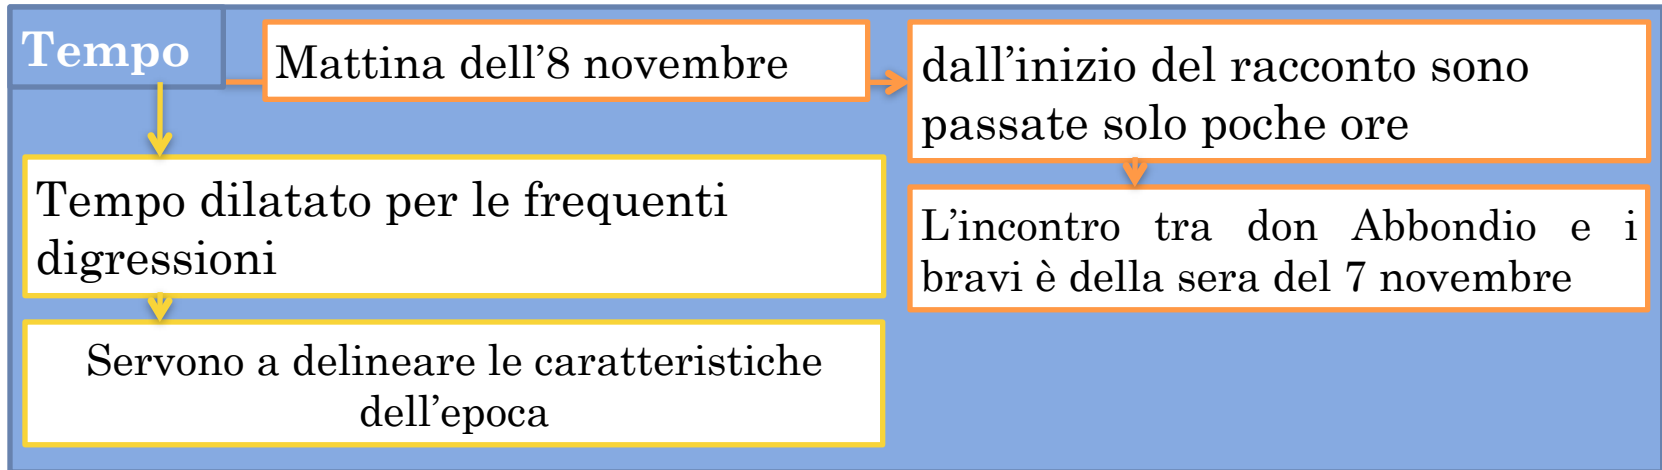 Tempo
Mattina dell’8 novembre
dall’inizio del racconto sono
passate solo poche ore
L’incontro tra don Abbondio e i
bravi è della sera del 7 novembre
Tempo dilatato per le frequenti
digressioni
Servono a delineare le caratteristiche
dell’epoca